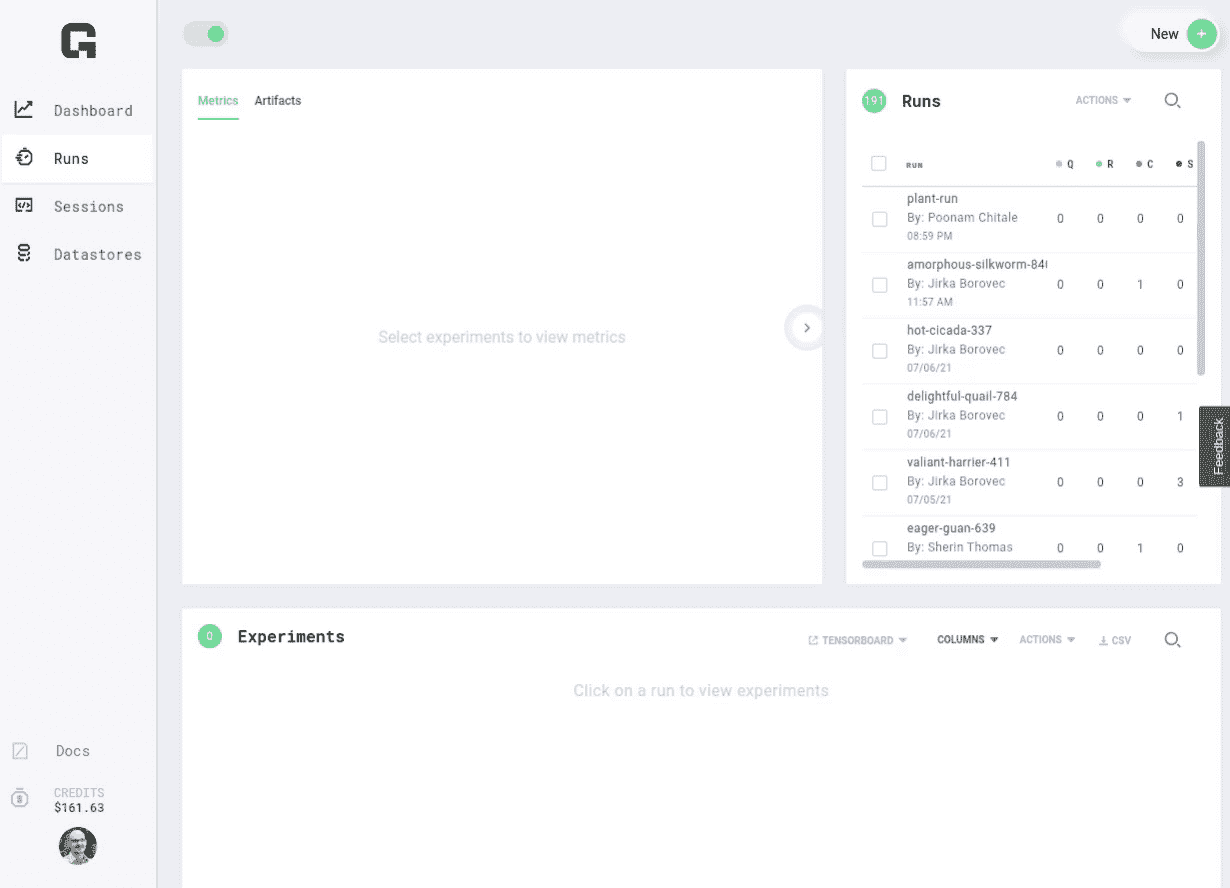 Dashboard
Runs
Sessions
Datastores
Docs
CREDITS
$161.63
New
Metrics Artifacts
Select experiments to view metrics
191 Runs ACTIONS
RUN Q R C S
plant-run
By: Poonam Chitale 0 0 0 0
08:59 PM
amorphous-silkworm-840
By: Jirka Borovec 0 0 1 0
11:57 AM
hot-cicada-337
By: Jirka Borovec 0 0 0 0
07/06/21
delightful-quail-784
By: Jirka Borovec 0 0 0 1
07/06/21
valiant-harrier-411
By: Jirka Borovec 0 0 0 3
07/05/21
eager-guan-639
By: Sherin Thomas 0 0 1 0
Feedback
0 Experiments TENSORBOARD COLUMNS ACTIONS CSV
Click on a run to view experiments